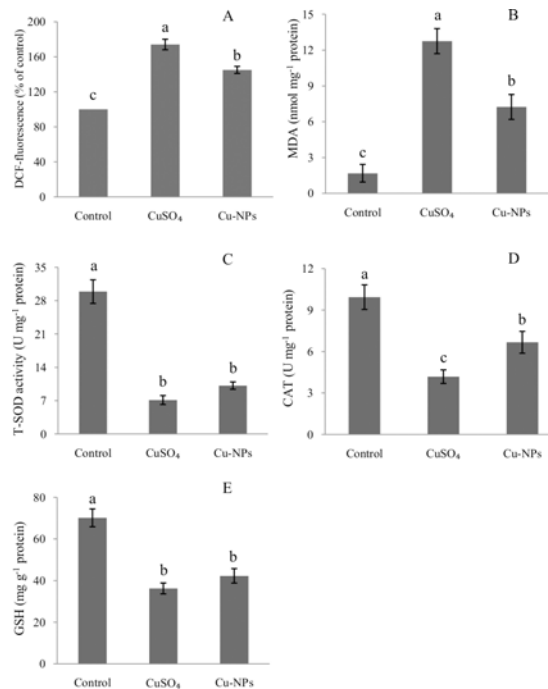 A
DCF-fluorescence (% of control)
200
160
120
80
40
0
c
a
b
Control CuSO₄ Cu-NPs
B
MDA (nmol mg⁻¹ protein)
15
12
9
6
3
0
c
a
b
Control CuSO₄ Cu-NPs
C
T-SOD activity (U mg⁻¹ protein)
35
28
21
14
7
0
a
b
b
Control CuSO₄ Cu-NPs
D
CAT (U mg⁻¹ protein)
12
9
6
3
0
a
c
b
Control CuSO₄ Cu-NPs
E
GSH (mg g⁻¹ protein)
80
60
40
20
0
a
b
b
Control CuSO₄ Cu-NPs